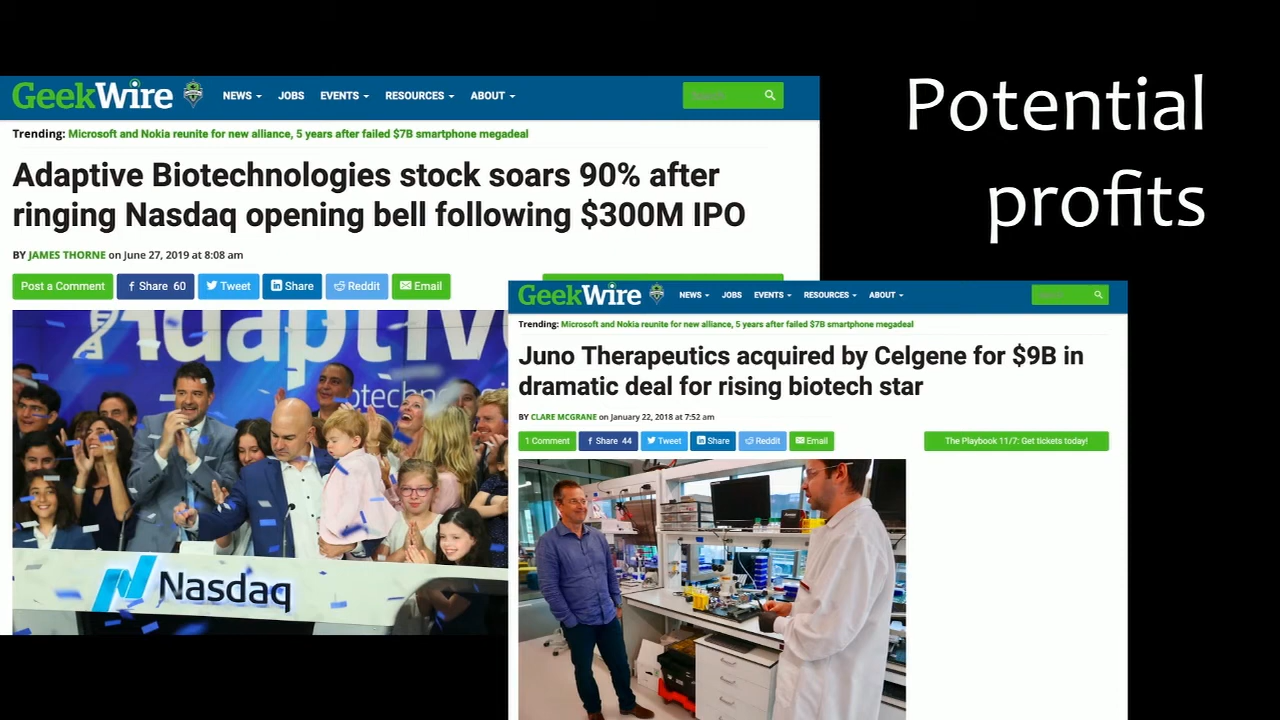 Potential
profits
GeekWire NEWS JOBS EVENTS RESOURCES ABOUT
Trending: Microsoft and Nokia reunite for new alliance, 5 years after failed $7B smartphone megadeal
Adaptive Biotechnologies stock soars 90% after
ringing Nasdaq opening bell following $300M IPO
BY JAMES THORNE on June 27, 2019 at 8:08 am
Post a Comment Share 60 Tweet Share Reddit Email
Adaptive
Nasdaq
GeekWire NEWS JOBS EVENTS RESOURCES ABOUT
Trending: Microsoft and Nokia reunite for new alliance, 5 years after failed $7B smartphone megadeal
Juno Therapeutics acquired by Celgene for $9B in
dramatic deal for rising biotech star
BY CLARE MCGRANE on January 22, 2018 at 7:52 am
1 Comment Share 44 Tweet Share Reddit Email The Playbook 11/7: Get tickets today!